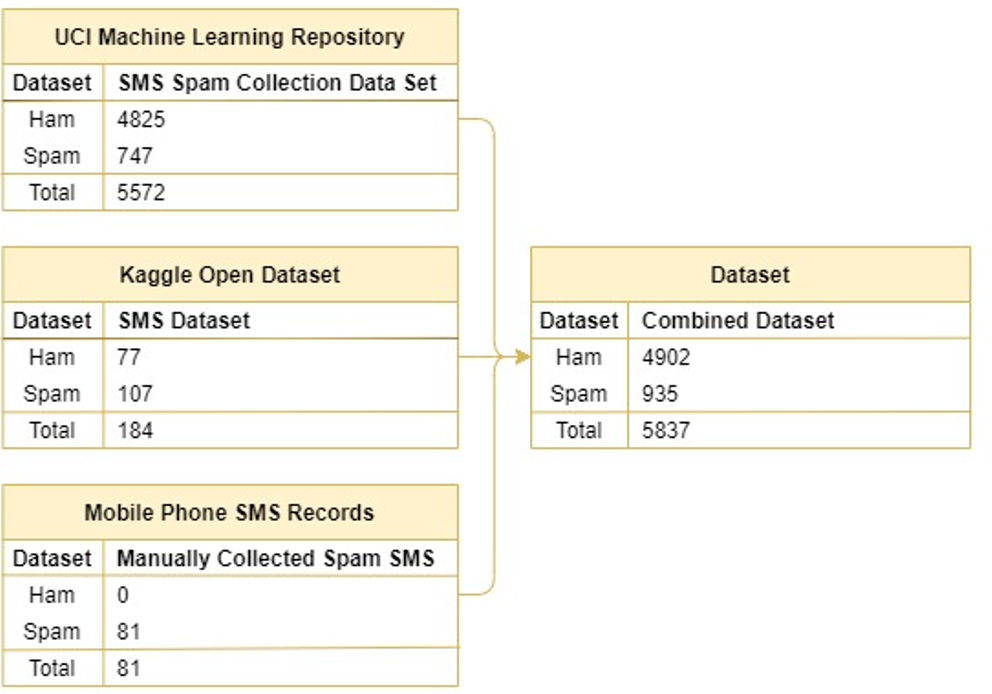 UCI Machine Learning Repository
Dataset SMS Spam Collection Data Set
Ham 4825
Spam 747
Total 5572
Kaggle Open Dataset
Dataset SMS Dataset
Ham 77
Spam 107
Total 184
Mobile Phone SMS Records
Dataset Manually Collected Spam SMS
Ham 0
Spam 81
Total 81
Dataset
Dataset Combined Dataset
Ham 4902
Spam 935
Total 5837